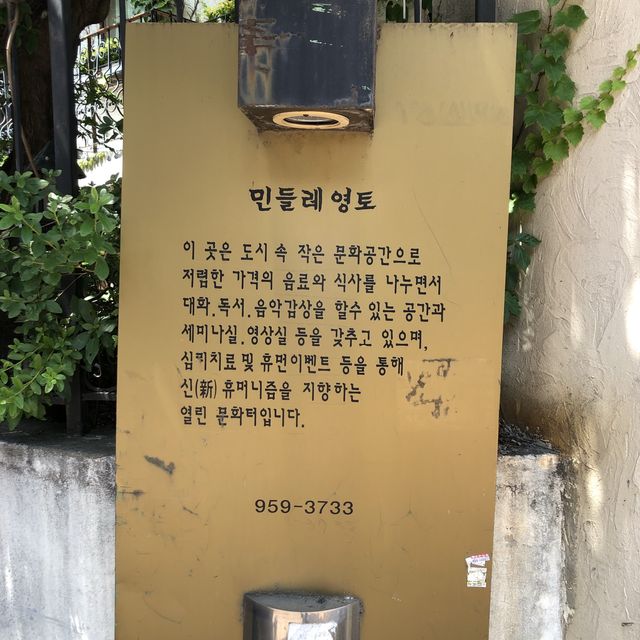 민들레영토
이 곳은 도시 속 작은 문화공간으로
저렴한 가격의 음료와 식사를 나누면서
대화.독서.음악감상을 할수 있는 공간과
세미나실.영상실 등을 갖추고 있으며,
심리치료 및 휴먼이벤트 등을 통해
신(新) 휴머니즘을 지향하는
열린 문화터입니다.
959-3733